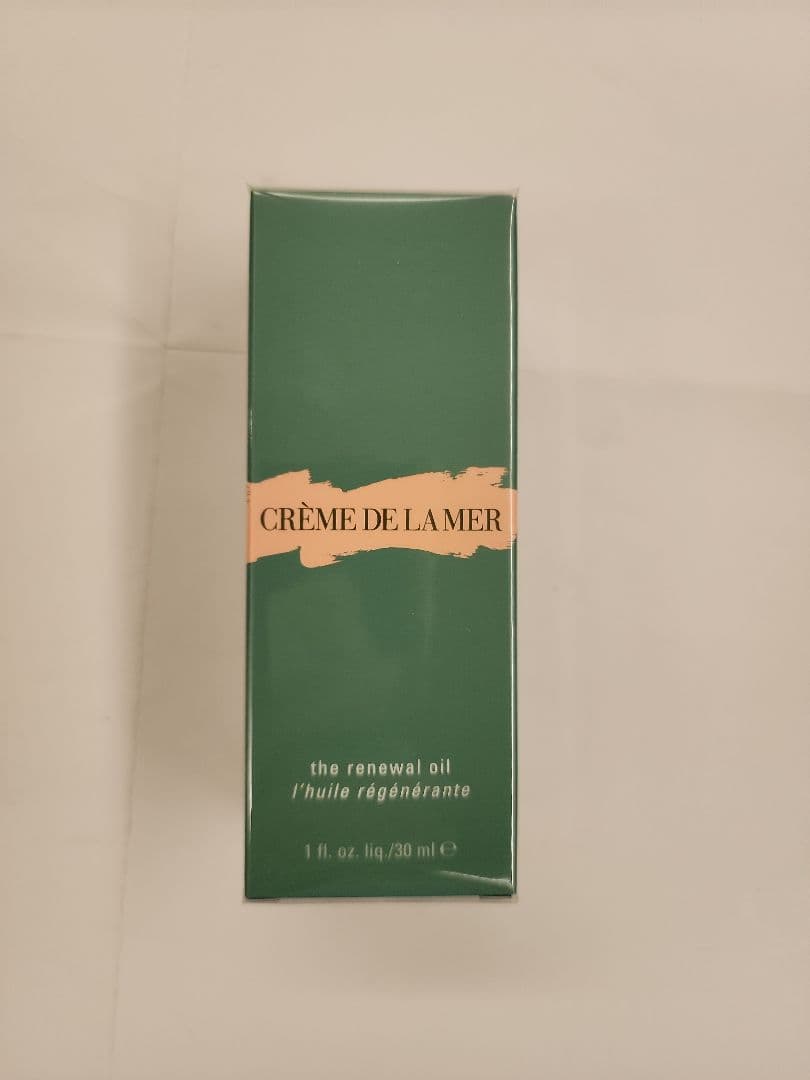 CRÈME DE LA MER
the renewal oil
l'huile régénérante
1 fl. oz. liq./30 ml ℮